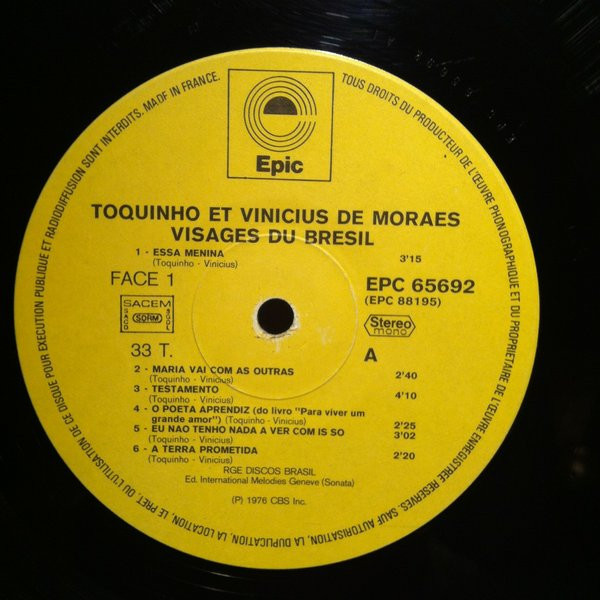 Epic
TOQUINHO ET VINICIUS DE MORAES
VISAGES DU BRESIL
1 - ESSA MENINA 3'15
(Toquinho - Vinicius)
FACE 1
EPC 65692
(EPC 88195)
SACEM
SDRM
Stereo
mono
33 T.
A
2 - MARIA VAI COM AS OUTRAS 2'40
(Toquinho - Vinicius)
3 - TESTAMENTO 4'10
(Toquinho - Vinicius)
4 - O POETA APRENDIZ (do livro "Para viver um
grande amor") (Toquinho - Vinicius) 2'25
5 - EU NAO TENHO NADA A VER COM IS SO 3'02
(Toquinho - Vinicius)
6 - A TERRA PROMETIDA 2'20
(Toquinho - Vinicius)
RGE DISCOS BRASIL
Ed. International Melodies Geneve (Sonata)
(P) 1976 CBS Inc.
TOUS DROITS DU PRODUCTEUR DE L'ŒUVRE PHONOGRAPHIQUE ET DU PROPRIETAIRE DE L'ŒUVRE ENREGISTREE RESERVES. SAUF AUTORISATION, LA DUPLICATION, LA LOCATION, LE PRET, OU L'UTILISATION DE CE DISQUE POUR EXECUTION PUBLIQUE ET RADIODIFFUSION SONT INTERDITS. MADE IN FRANCE.